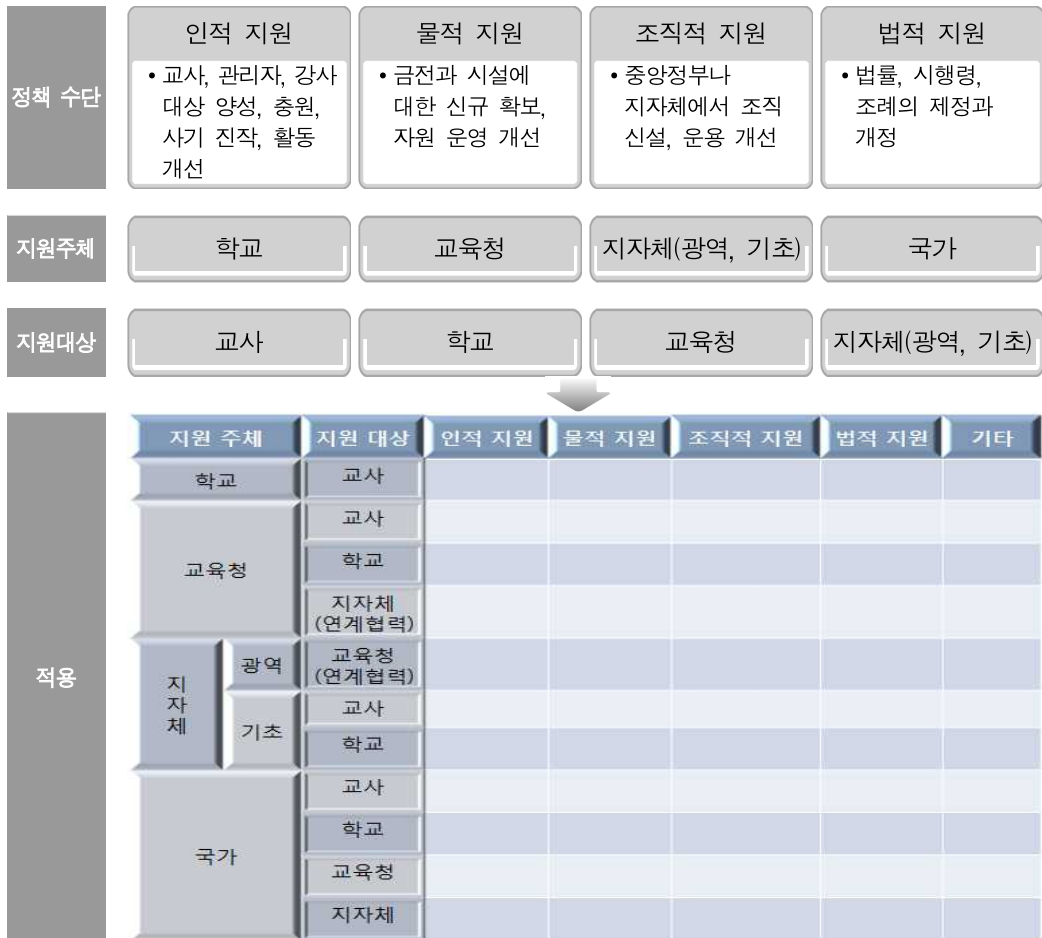 정책 수단
인적 지원
• 교사, 관리자, 강사
대상 양성, 충원,
사기 진작, 활동
개선
물적 지원
• 금전과 시설에
대한 신규 확보,
자원 운영 개선
조직적 지원
• 중앙정부나
지자체에서 조직
신설, 운용 개선
법적 지원
• 법률, 시행령,
조례의 제정과
개정
지원주체
학교
교육청
지자체(광역, 기초)
국가
지원대상
교사
학교
교육청
지자체(광역, 기초)
적용
지원 주체 지원 대상 인적 지원 물적 지원 조직적 지원 법적 지원 기타
학교
교사
교육청
교사
학교
지자체
(연계협력)
지
자
체
광역
교육청
(연계협력)
기초
교사
학교
국가
교사
학교
교육청
지자체